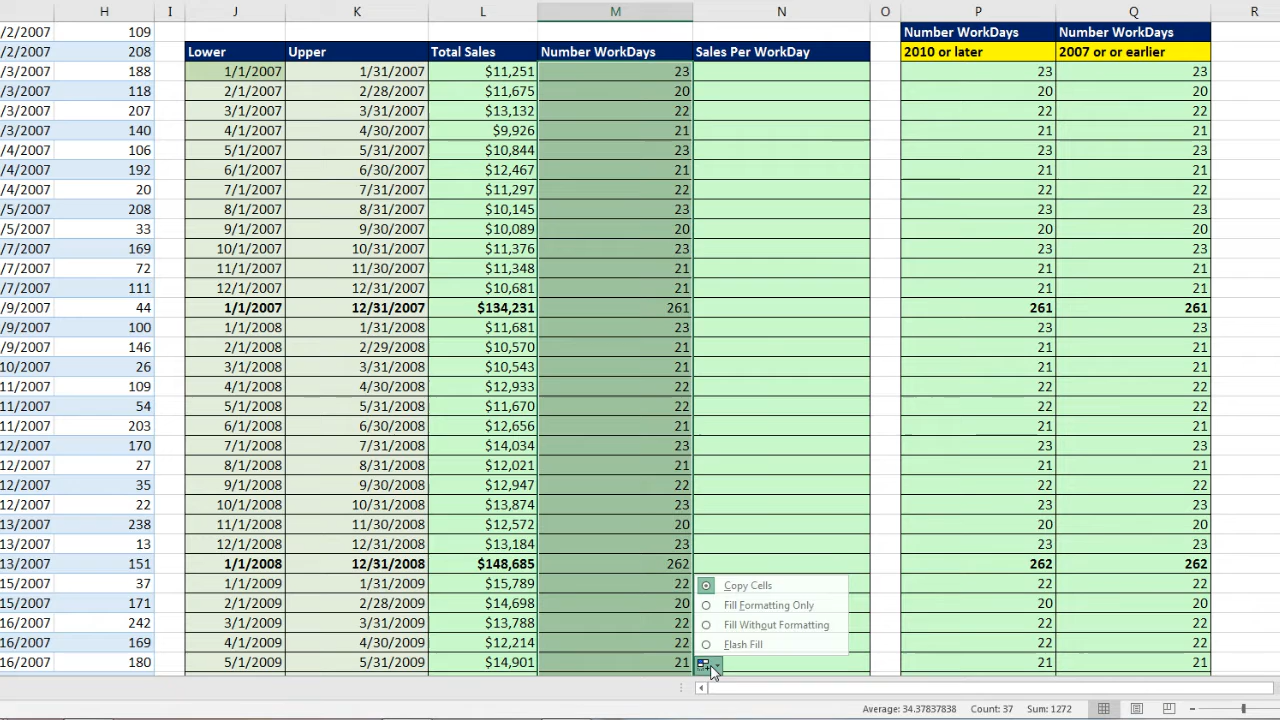 H I J K L M N O P Q R
/2/2007 109 Number WorkDays Number WorkDays
/2/2007 208 Lower Upper Total Sales Number WorkDays Sales Per WorkDay 2010 or later 2007 or or earlier
/3/2007 188 1/1/2007 1/31/2007 $11,251 23 23 23
/3/2007 118 2/1/2007 2/28/2007 $11,675 20 20 20
/3/2007 207 3/1/2007 3/31/2007 $13,132 22 22 22
/3/2007 140 4/1/2007 4/30/2007 $9,926 21 21 21
/4/2007 106 5/1/2007 5/31/2007 $10,844 23 23 23
/4/2007 192 6/1/2007 6/30/2007 $12,467 21 21 21
/4/2007 20 7/1/2007 7/31/2007 $11,297 22 22 22
/5/2007 208 8/1/2007 8/31/2007 $10,145 23 23 23
/5/2007 33 9/1/2007 9/30/2007 $10,089 20 20 20
/7/2007 169 10/1/2007 10/31/2007 $11,376 23 23 23
/7/2007 72 11/1/2007 11/30/2007 $11,348 21 21 21
/7/2007 111 12/1/2007 12/31/2007 $10,681 21 21 21
/9/2007 44 1/1/2007 12/31/2007 $134,231 261 261 261
/9/2007 100 1/1/2008 1/31/2008 $11,681 23 23 23
/9/2007 146 2/1/2008 2/29/2008 $10,570 21 21 21
10/2007 26 3/1/2008 3/31/2008 $10,543 21 21 21
11/2007 109 4/1/2008 4/30/2008 $12,933 22 22 22
11/2007 54 5/1/2008 5/31/2008 $11,670 22 22 22
11/2007 203 6/1/2008 6/30/2008 $12,656 21 21 21
12/2007 170 7/1/2008 7/31/2008 $14,034 23 23 23
12/2007 27 8/1/2008 8/31/2008 $12,021 21 21 21
12/2007 35 9/1/2008 9/30/2008 $12,947 22 22 22
12/2007 22 10/1/2008 10/31/2008 $13,874 23 23 23
13/2007 238 11/1/2008 11/30/2008 $12,572 20 20 20
13/2007 13 12/1/2008 12/31/2008 $13,184 23 23 23
13/2007 151 1/1/2008 12/31/2008 $148,685 262 262 262
15/2007 37 1/1/2009 1/31/2009 $15,789 22 Copy Cells 22 22
15/2007 171 2/1/2009 2/28/2009 $14,698 20 Fill Formatting Only 20 20
16/2007 242 3/1/2009 3/31/2009 $13,788 22 Fill Without Formatting 22 22
16/2007 169 4/1/2009 4/30/2009 $12,214 22 Flash Fill 22 22
16/2007 180 5/1/2009 5/31/2009 $14,901 21 21 21
Average: 34.37837838 Count: 37 Sum: 1272